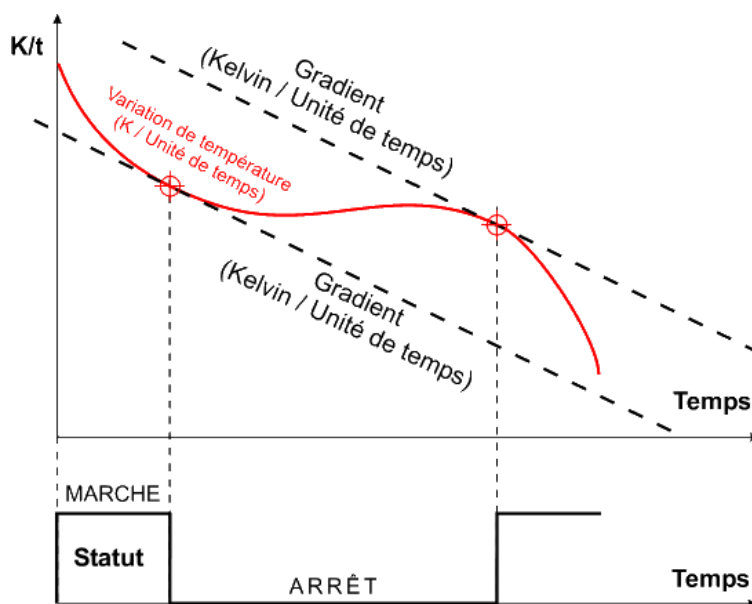 K/t
Gradient
(Kelvin / Unité de temps)
Variation de température
(K / Unité de temps)
Gradient
(Kelvin / Unité de temps)
Temps
MARCHE
Statut
ARRÊT
Temps